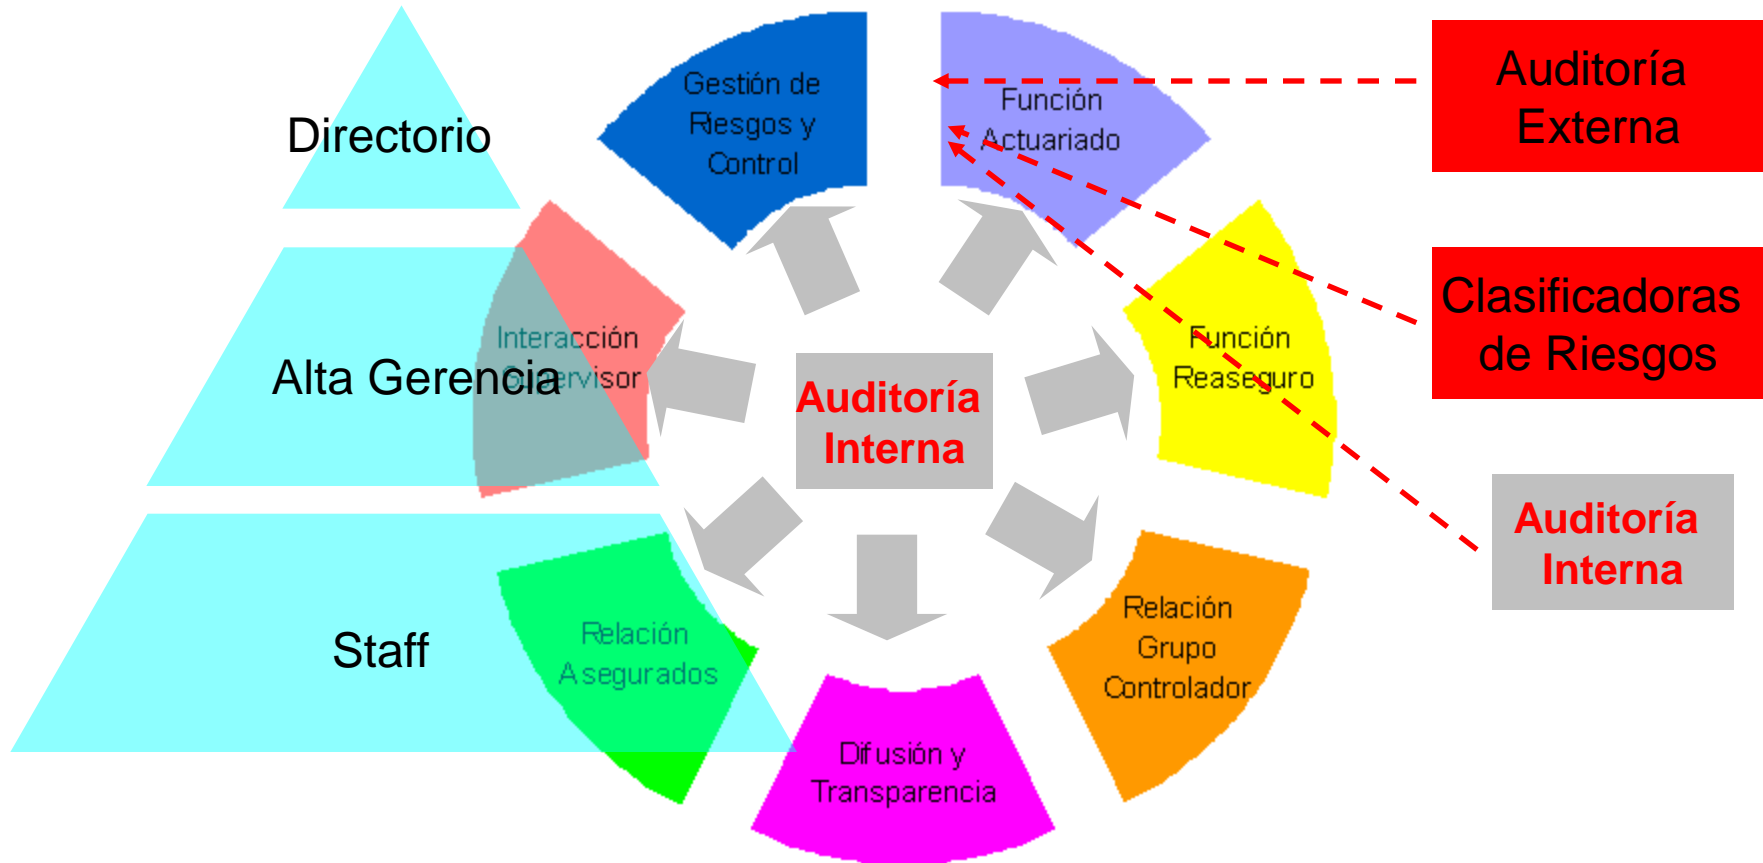 Directorio
Alta Gerencia
Staff
Gestión de
Riesgos y
Control
Función
Actuariado
Interacción
Supervisor
Función
Reaseguro
Auditoría
Interna
Relación
Asegurados
Relación
Grupo
Controlador
Difusión y
Transparencia
Auditoría
Externa
Clasificadoras
de Riesgos
Auditoría
Interna